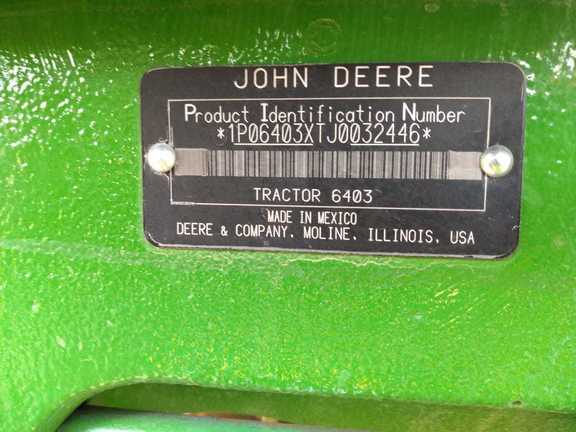 JOHN DEERE
Product Identification Number
*1P06403XTJ0032446*
TRACTOR 6403
MADE IN MEXICO
DEERE & COMPANY. MOLINE. ILLINOIS. USA